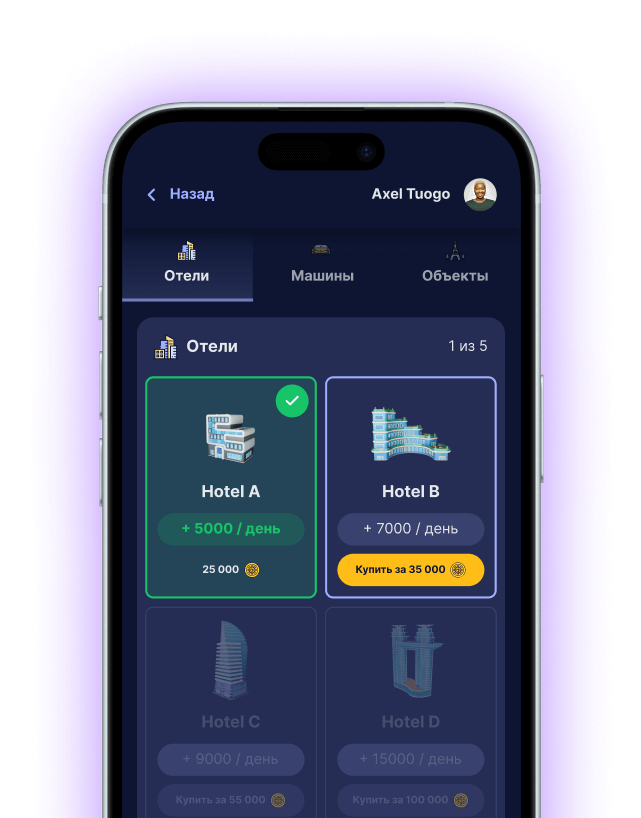 Назад
Axel Tuogo
Отели
Машины
Объекты
Отели
1 из 5
Hotel A
Hotel B
+ 5000 / день
+ 7000 / день
25 000
Купить за 35 000
Hotel C
Hotel D
+ 9000 / день
+ 15000 / день
Купить за 55 000
Купить за 100 000